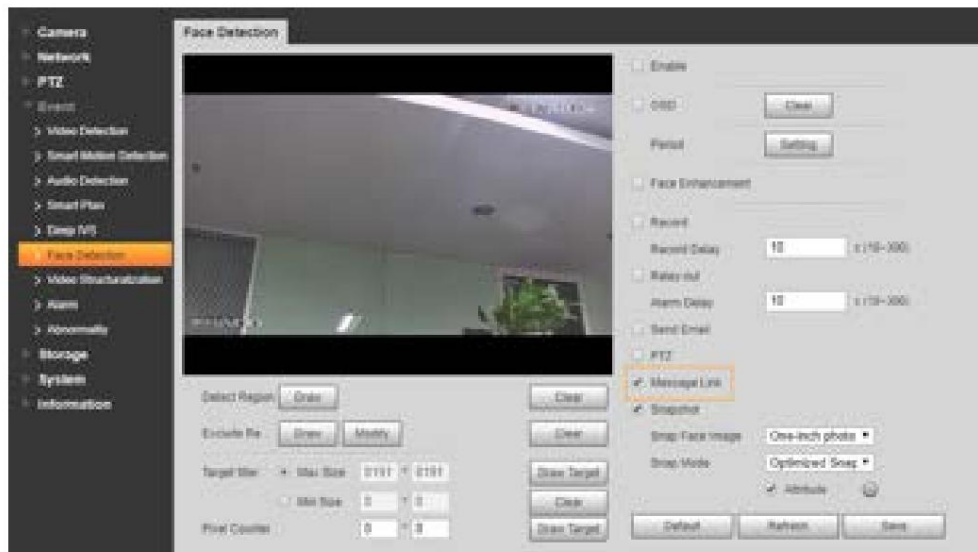 Camera
Network
PTZ
Event
Video Detection
Smart Motion Detection
Audio Detection
Smart Plan
Deep IVS
Face Detection
Video Structuralization
Alarm
Abnormality
Storage
System
Information
Face Detection
Detect Region Draw Clear
Exclude Re Draw Modify Clear
Target filter Max Size 8191 * 8191 Draw Target
Min Size 0 * 0 Clear
Pixel Counter 0 * 0 Draw Target
Enable
OSD Clear
Period Setting
Face Enhancement
Record
Record Delay 10 s (10~300)
Relay-out
Alarm Delay 10 s (10~300)
Send Email
PTZ
Message Link
Snapshot
Snap Face Image One-inch photo
Snap Mode Optimized Snap
Attribute
Default Refresh Save